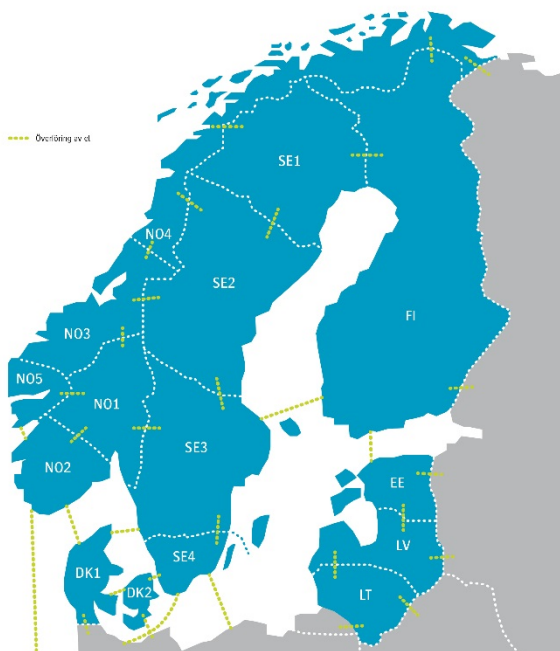 Överföring av el
SE1
NO4
SE2
FI
NO3
NO5
NO1
SE3
NO2
EE
LV
SE4
DK1
DK2
LT